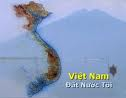 Việt Nam
Đất Nước Tôi